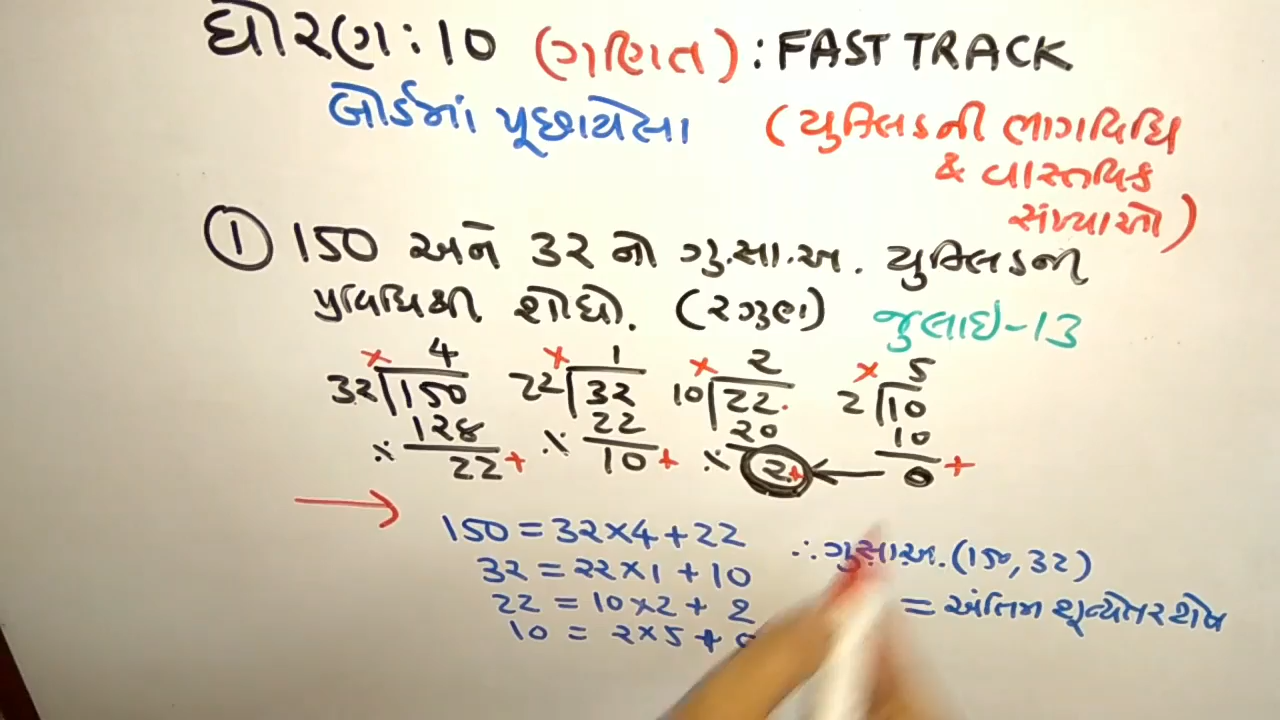 ધોરણ : 10 (ગણિત) : FAST TRACK
બોર્ડમાં પૂછાયેલા (યુક્લિડની ભાગવિધિ
& વાસ્તવિક
સંખ્યાઓ)
① 150 અને 32 નો ગુ.સા.અ. યુક્લિડની
પ્રવિધિથી શોધો. (૨ગુણ) જુલાઇ-13
× 4 × 1 × 2 × 5
32 150 22 32 10 22 2 10
128 22 20 10
22 + 10 + 2 + 0 +
150 = 32 × 4 + 22
32 = 22 × 1 + 10
22 = 10 × 2 + 2
10 = 2 × 5 +
∴ ગુસાઅ. (150, 32)
= અંતિમ શૂન્યેતર શેષ